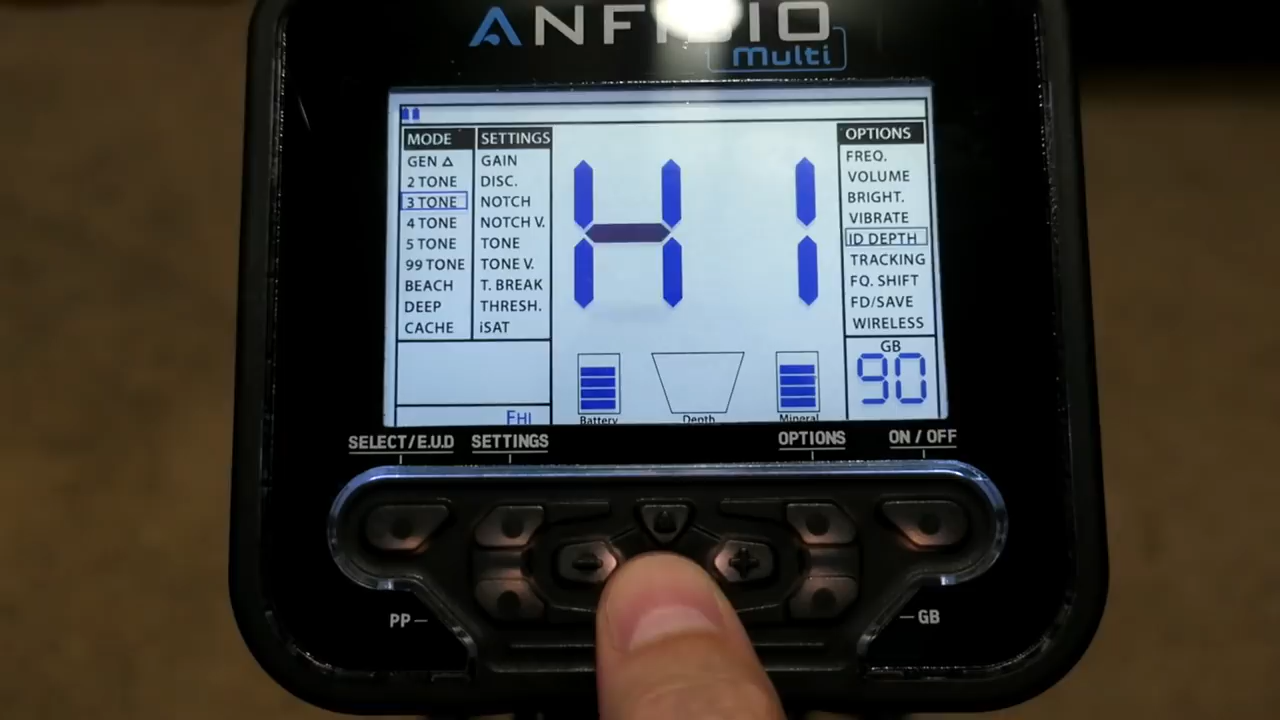 Multi
MODE SETTINGS
GEN Δ GAIN
2 TONE DISC.
3 TONE NOTCH
4 TONE NOTCH V.
5 TONE TONE
99 TONE TONE V.
BEACH T. BREAK
DEEP THRESH.
CACHE iSAT
FHI
HI
Battery Depth Mineral
OPTIONS
FREQ.
VOLUME
BRIGHT.
VIBRATE
ID DEPTH
TRACKING
FQ. SHIFT
FD/SAVE
WIRELESS
GB
90
SELECT/E.U.D SETTINGS OPTIONS ON / OFF
PP GB